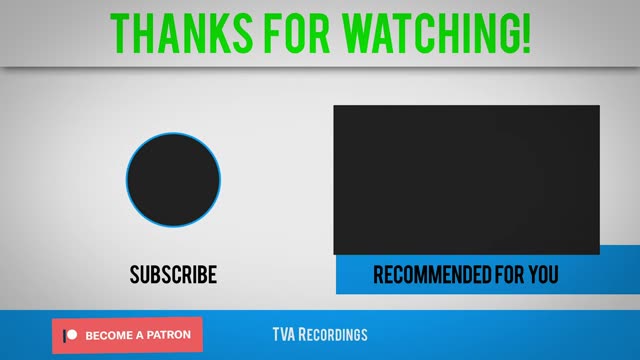 THANKS FOR WATCHING!
SUBSCRIBE
RECOMMENDED FOR YOU
BECOME A PATRON
TVA RECORDINGS